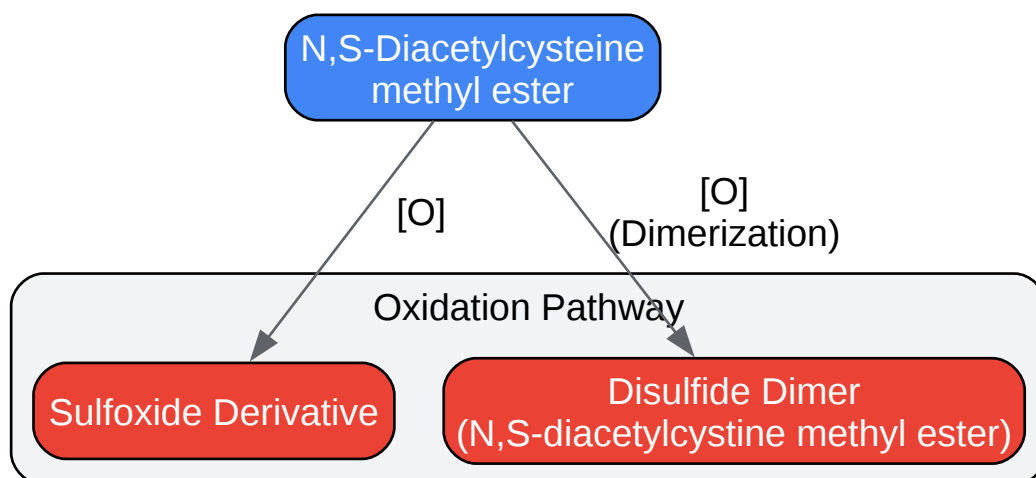 N,S-Diacetylcysteine
methyl ester
[O]
[O]
(Dimerization)
Oxidation Pathway
Sulfoxide Derivative
Disulfide Dimer
(N,S-diacetylcystine methyl ester)